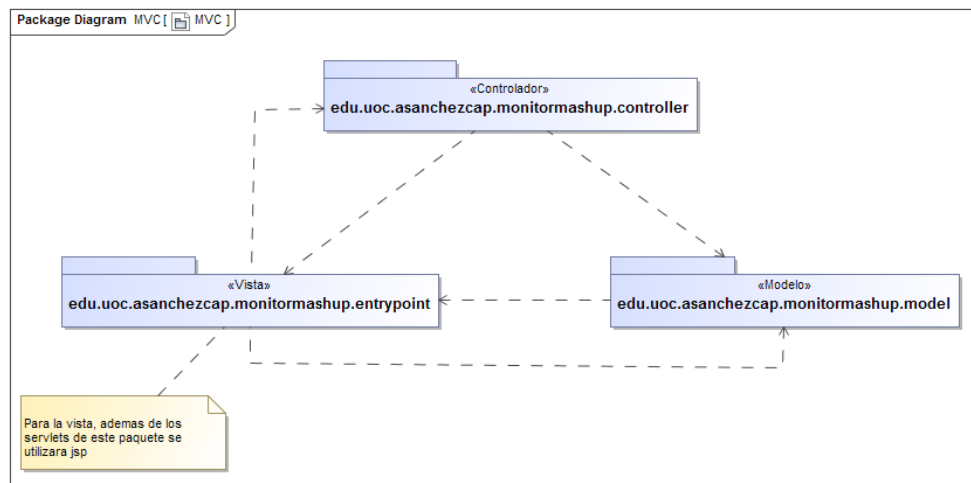 Package Diagram MVC [ MVC ]
«Controlador»
edu.uoc.asanchezcap.monitormashup.controller
«Vista»
edu.uoc.asanchezcap.monitormashup.entrypoint
«Modelo»
edu.uoc.asanchezcap.monitormashup.model
Para la vista, ademas de los
servlets de este paquete se
utilizara jsp